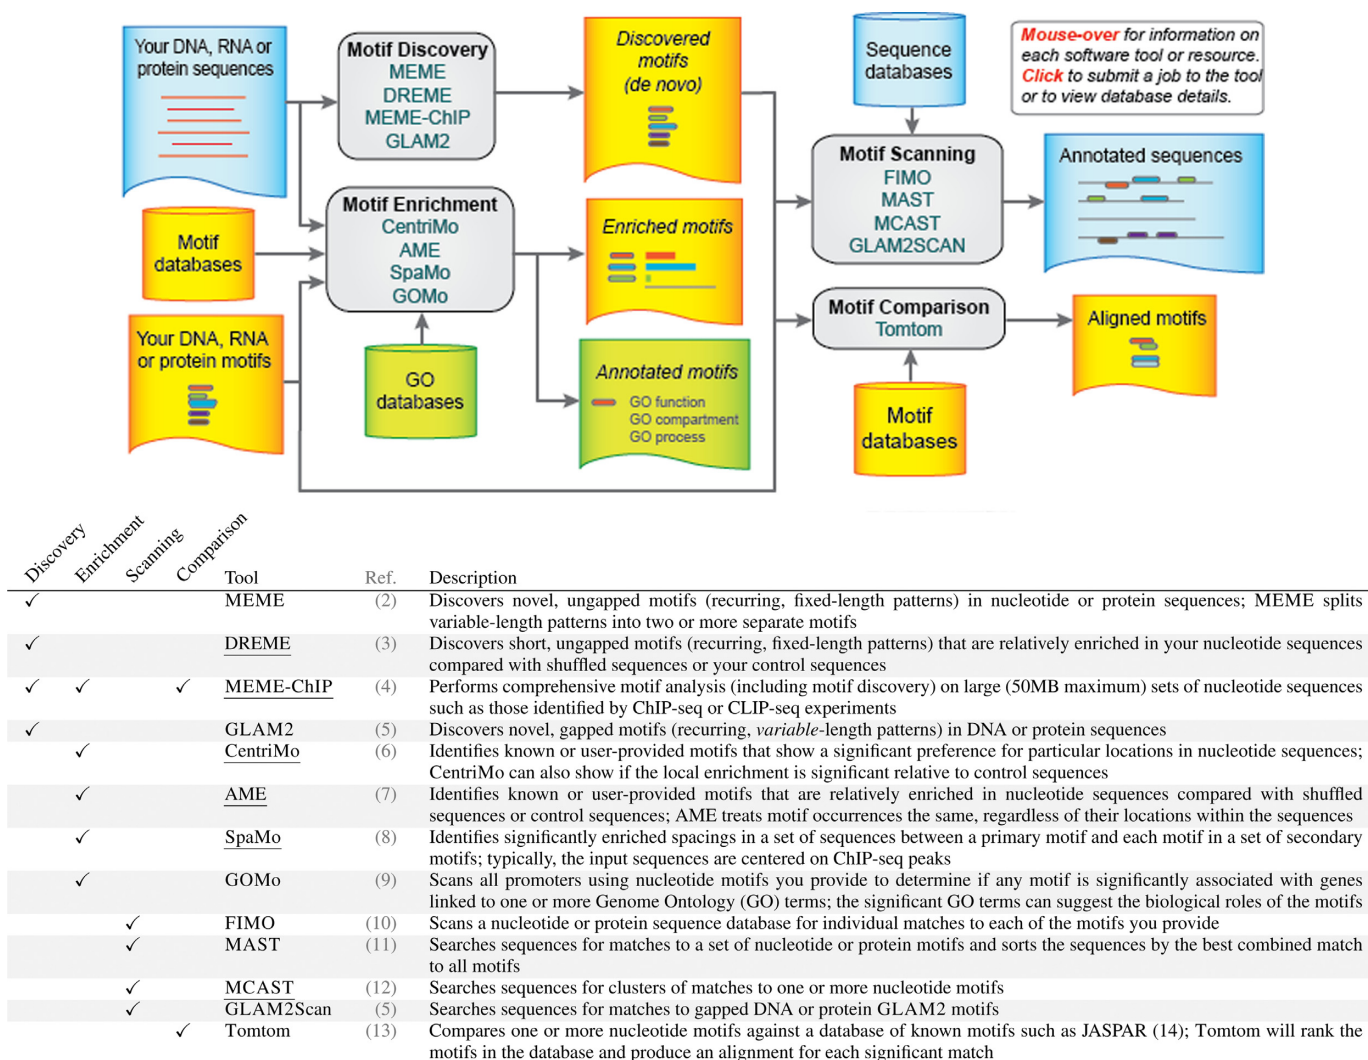 Your DNA, RNA or
protein sequences
Motif
databases
Your DNA, RNA
or protein motifs
Motif Discovery
MEME
DREME
MEME-ChIP
GLAM2
Motif Enrichment
CentriMo
AME
SpaMo
GOMo
GO
databases
Discovered
motifs
(de novo)
Enriched motifs
Annotated motifs
GO function
GO compartment
GO process
Sequence
databases
Motif Scanning
FIMO
MAST
MCAST
GLAM2SCAN
Motif Comparison
Tomtom
Motif
databases
Mouse-over for information on
each software tool or resource.
Click to submit a job to the tool
or to view database details.
Annotated sequences
Aligned motifs
Discovery
Enrichment
Scanning
Comparison
Tool Ref. Description
✓ MEME (2) Discovers novel, ungapped motifs (recurring, fixed-length patterns) in nucleotide or protein sequences; MEME splits
variable-length patterns into two or more separate motifs
✓ DREME (3) Discovers short, ungapped motifs (recurring, fixed-length patterns) that are relatively enriched in your nucleotide sequences
compared with shuffled sequences or your control sequences
✓ ✓ ✓ MEME-ChIP (4) Performs comprehensive motif analysis (including motif discovery) on large (50MB maximum) sets of nucleotide sequences
such as those identified by ChIP-seq or CLIP-seq experiments
✓ GLAM2 (5) Discovers novel, gapped motifs (recurring, variable-length patterns) in DNA or protein sequences
✓ CentriMo (6) Identifies known or user-provided motifs that show a significant preference for particular locations in nucleotide sequences;
CentriMo can also show if the local enrichment is significant relative to control sequences
✓ AME (7) Identifies known or user-provided motifs that are relatively enriched in nucleotide sequences compared with shuffled
sequences or control sequences; AME treats motif occurrences the same, regardless of their locations within the sequences
✓ SpaMo (8) Identifies significantly enriched spacings in a set of sequences between a primary motif and each motif in a set of secondary
motifs; typically, the input sequences are centered on ChIP-seq peaks
✓ GOMo (9) Scans all promoters using nucleotide motifs you provide to determine if any motif is significantly associated with genes
linked to one or more Genome Ontology (GO) terms; the significant GO terms can suggest the biological roles of the motifs
✓ FIMO (10) Scans a nucleotide or protein sequence database for individual matches to each of the motifs you provide
✓ MAST (11) Searches sequences for matches to a set of nucleotide or protein motifs and sorts the sequences by the best combined match
to all motifs
✓ MCAST (12) Searches sequences for clusters of matches to one or more nucleotide motifs
✓ GLAM2Scan (5) Searches sequences for matches to gapped DNA or protein GLAM2 motifs
✓ Tomtom (13) Compares one or more nucleotide motifs against a database of known motifs such as JASPAR (14); Tomtom will rank the
motifs in the database and produce an alignment for each significant match